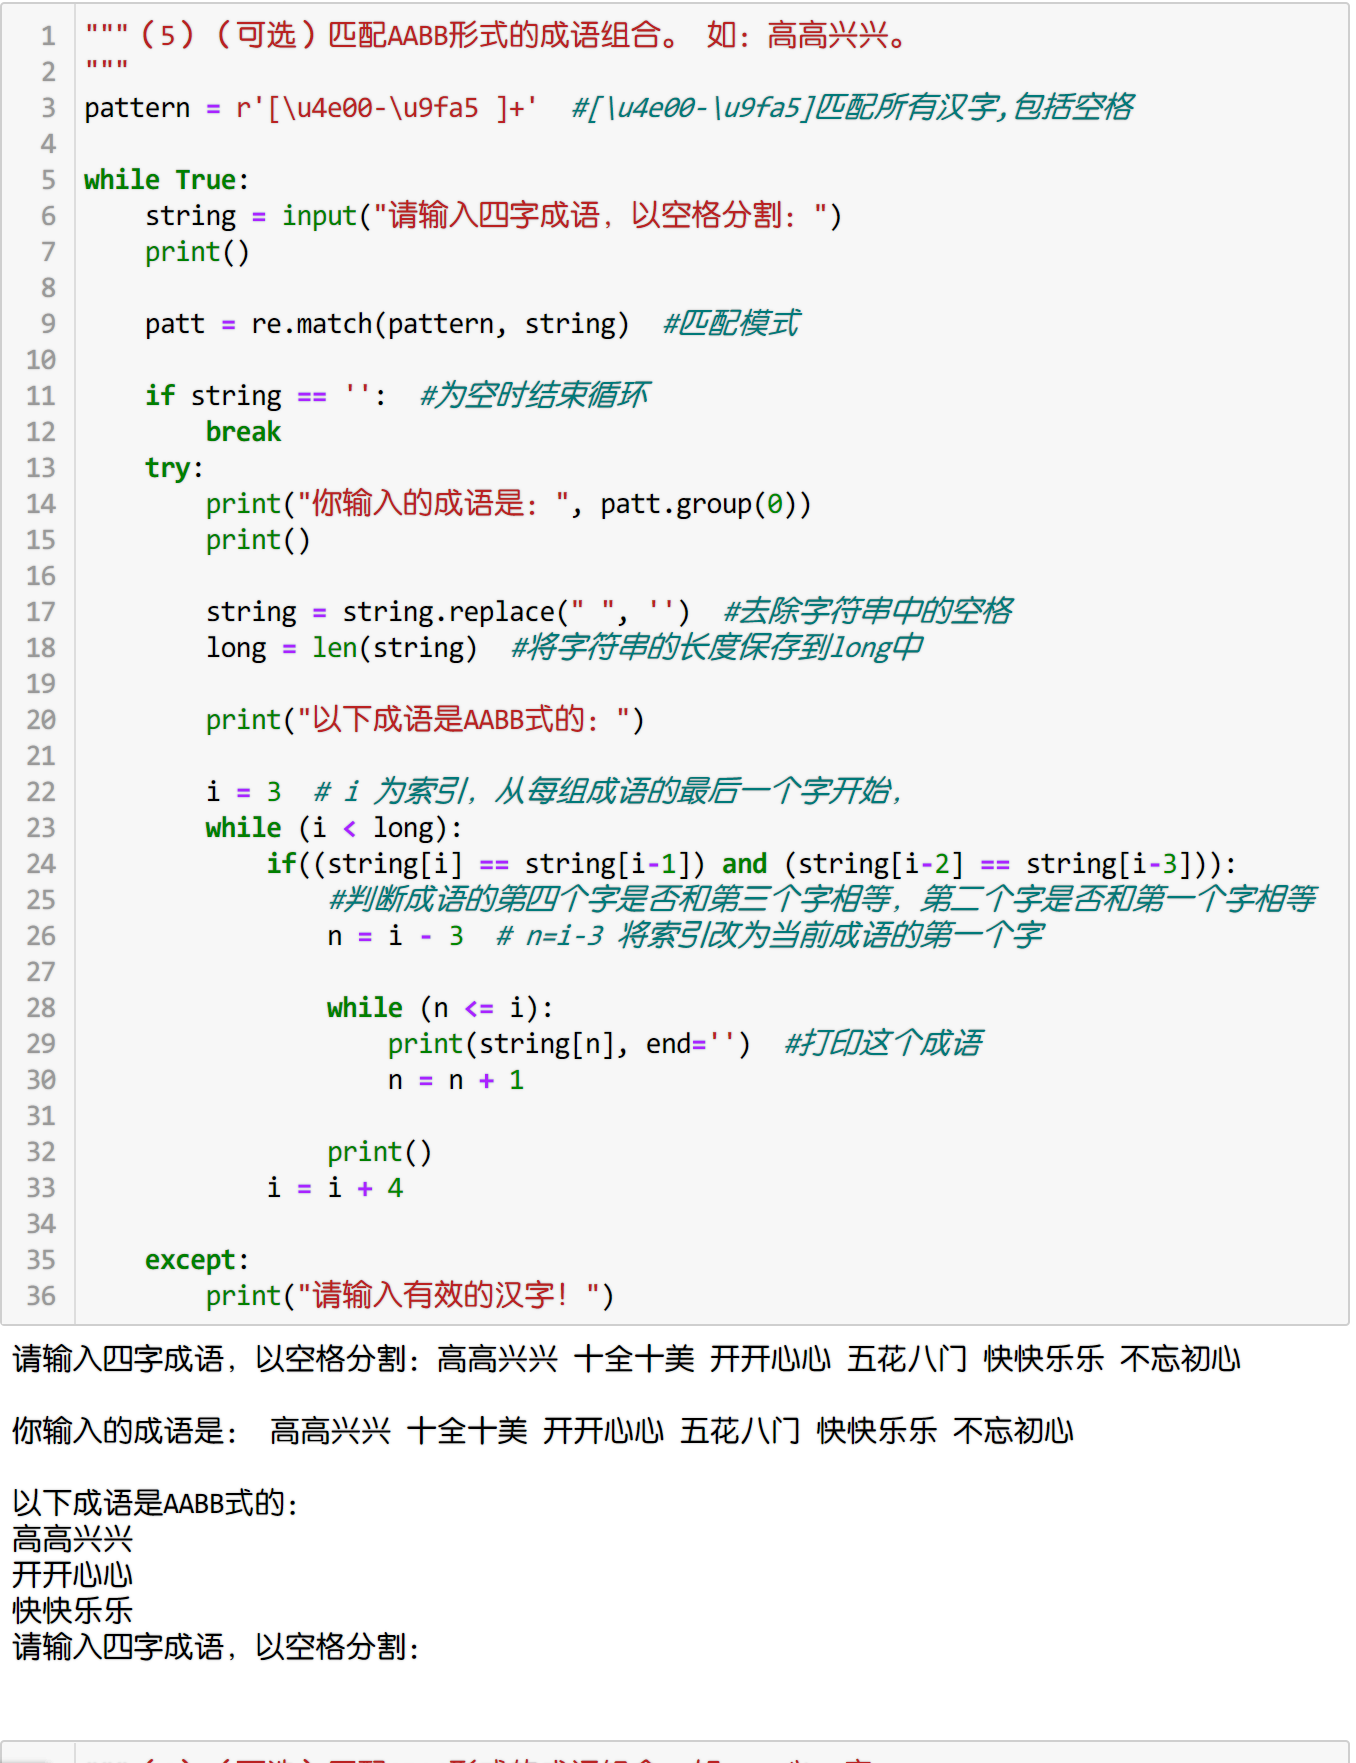 1 """（5）（可选）匹配AABB形式的成语组合。 如：高高兴兴。
2 """
3 pattern = r'[\u4e00-\u9fa5 ]+'  #[\u4e00-\u9fa5]匹配所有汉字,包括空格
4
5 while True:
6     string = input("请输入四字成语，以空格分割：")
7     print()
8
9     patt = re.match(pattern, string)  #匹配模式
10
11     if string == '':  #为空时结束循环
12         break
13     try:
14         print("你输入的成语是：", patt.group(0))
15         print()
16
17         string = string.replace(" ", '')  #去除字符串中的空格
18         long = len(string)  #将字符串的长度保存到long中
19
20         print("以下成语是AABB式的：")
21
22         i = 3  # i 为索引，从每组成语的最后一个字开始，
23         while (i < long):
24             if((string[i] == string[i-1]) and (string[i-2] == string[i-3])):
25                 #判断成语的第四个字是否和第三个字相等，第二个字是否和第一个字相等
26                 n = i - 3  # n=i-3 将索引改为当前成语的第一个字
27
28                 while (n <= i):
29                     print(string[n], end='')  #打印这个成语
30                     n = n + 1
31
32                 print()
33             i = i + 4
34
35     except:
36         print("请输入有效的汉字！")
请输入四字成语，以空格分割：高高兴兴 十全十美 开开心心 五花八门 快快乐乐 不忘初心
你输入的成语是： 高高兴兴 十全十美 开开心心 五花八门 快快乐乐 不忘初心
以下成语是AABB式的：
高高兴兴
开开心心
快快乐乐
请输入四字成语，以空格分割：